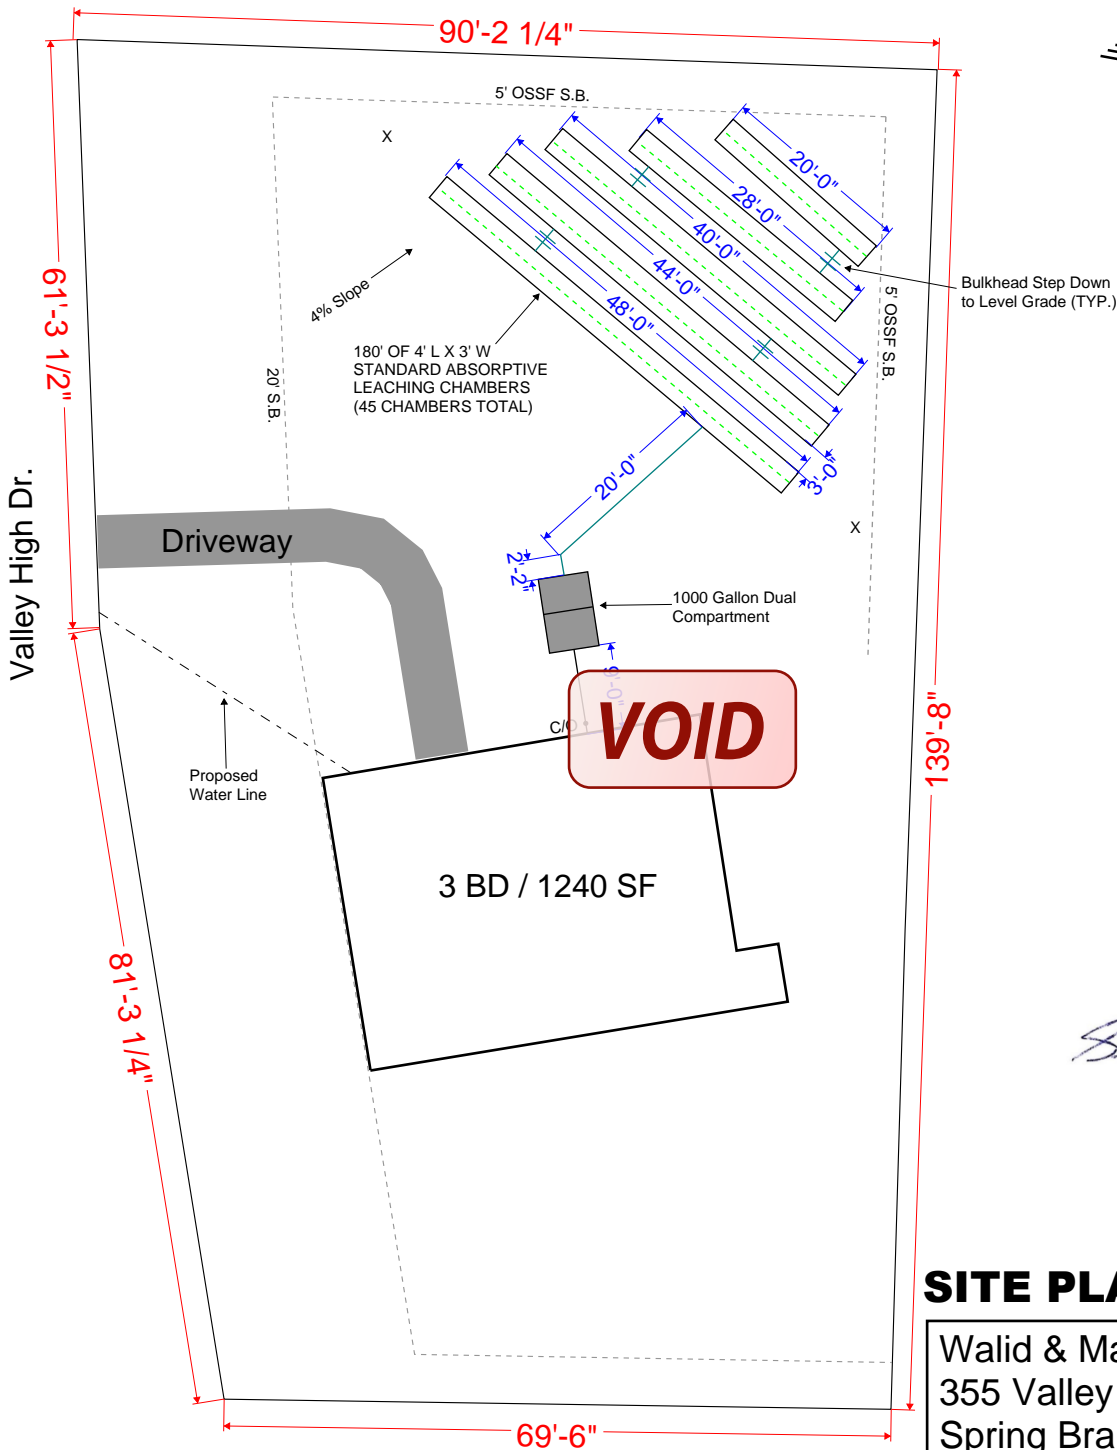 90'-2 1/4"
5' OSSF S.B.
X
20'-0"
28'-0"
40'-0"
44'-0"
48'-0"
4% Slope
61'-3 1/2"
Bulkhead Step Down
to Level Grade (TYP.)
5' OSSF S.B.
180' OF 4' L X 3' W
STANDARD ABSORPTIVE
LEACHING CHAMBERS
(45 CHAMBERS TOTAL)
20' S.B.
20'-0"
3'-0"
X
Valley High Dr.
Driveway
2'-2"
1000 Gallon Dual
Compartment
9'-0"
C/O
VOID
139'-8"
Proposed
Water Line
3 BD / 1240 SF
81'-3 1/4"
SITE
Walid &
355 Valley
Spring
69'-6"